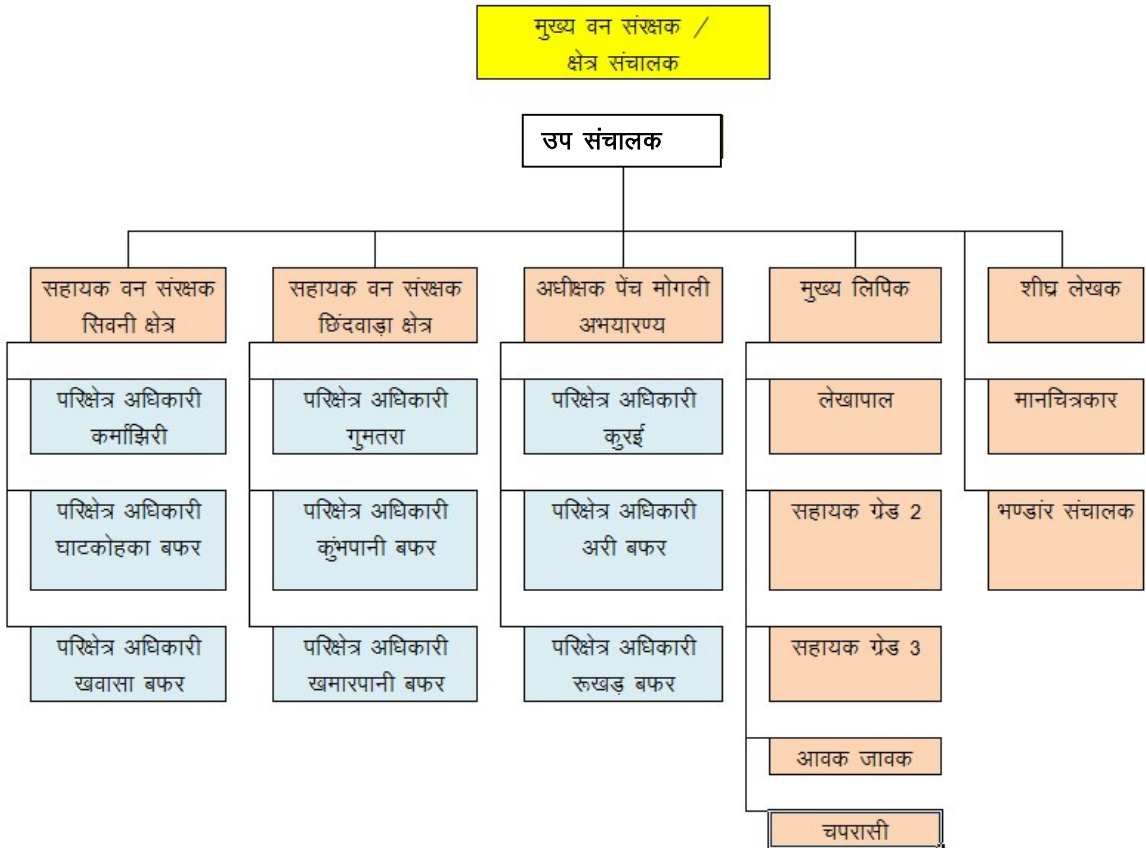 मुख्य वन संरक्षक /
क्षेत्र संचालक
उप संचालक
सहायक वन संरक्षक
सिवनी क्षेत्र
सहायक वन संरक्षक
छिंदवाड़ा क्षेत्र
अधीक्षक पेंच मोगली
अभयारण्य
मुख्य लिपिक
शीघ्र लेखक
परिक्षेत्र अधिकारी
कर्माझिरी
परिक्षेत्र अधिकारी
गुमतरा
परिक्षेत्र अधिकारी
कुरई
लेखापाल
मानचित्रकार
परिक्षेत्र अधिकारी
घाटकोहका बफर
परिक्षेत्र अधिकारी
कुंभपानी बफर
परिक्षेत्र अधिकारी
अरी बफर
सहायक ग्रेड 2
भण्डांर संचालक
परिक्षेत्र अधिकारी
खवासा बफर
परिक्षेत्र अधिकारी
खमारपानी बफर
परिक्षेत्र अधिकारी
रूखड़ बफर
सहायक ग्रेड 3
आवक जावक
चपरासी